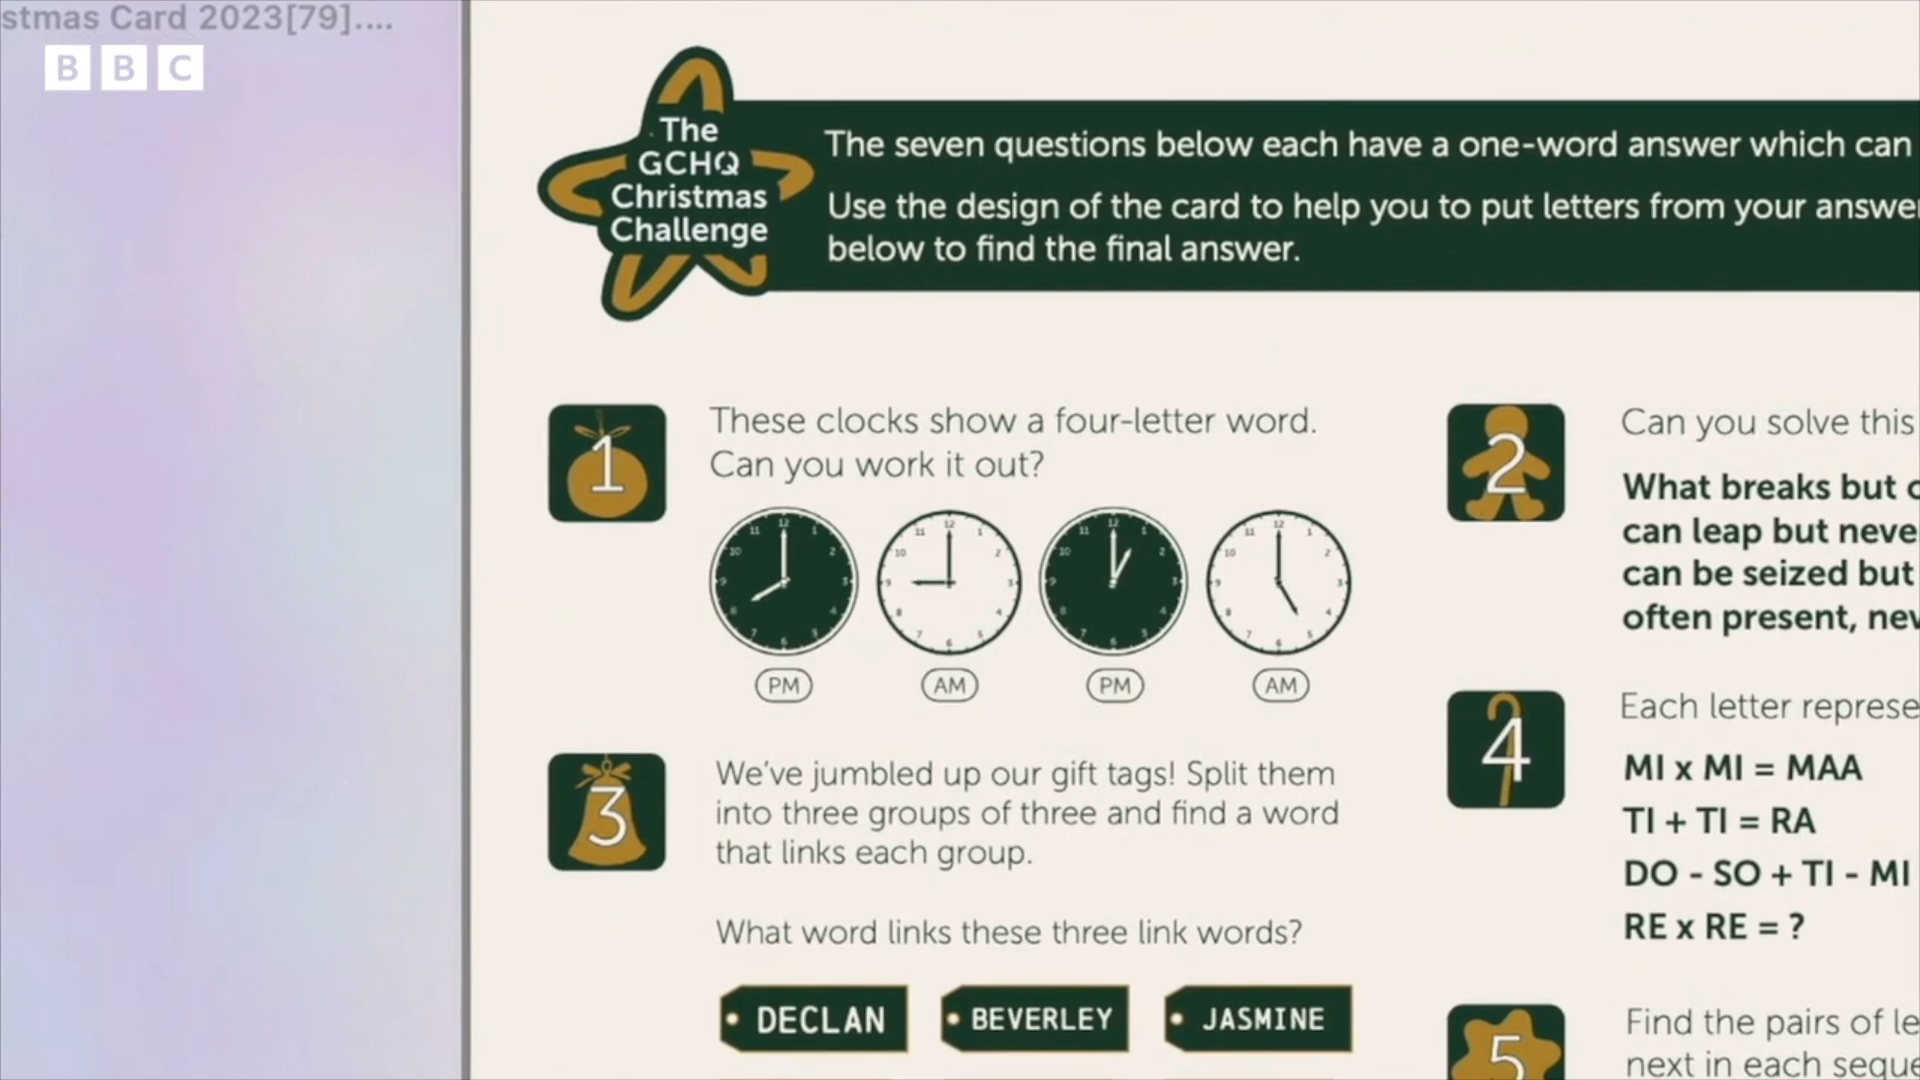 stmas Card 2023[79]....
BBC
The
GCHQ
Christmas
Challenge
The seven questions below each have a one-word answer which can
Use the design of the card to help you to put letters from your answe
below to find the final answer.
1
These clocks show a four-letter word.
Can you work it out?
PM
AM
PM
AM
2
Can you solve this
What breaks but
can leap but neve
can be seized but
often present, nev
3
We've jumbled up our gift tags! Split them
into three groups of three and find a word
that links each group.
What word links these three link words?
DECLAN
BEVERLEY
JASMINE
4
Each letter represe
MI x MI = MAA
TI + TI = RA
DO - SO + TI - MI
RE x RE = ?
5
Find the pairs of le
next in each seque